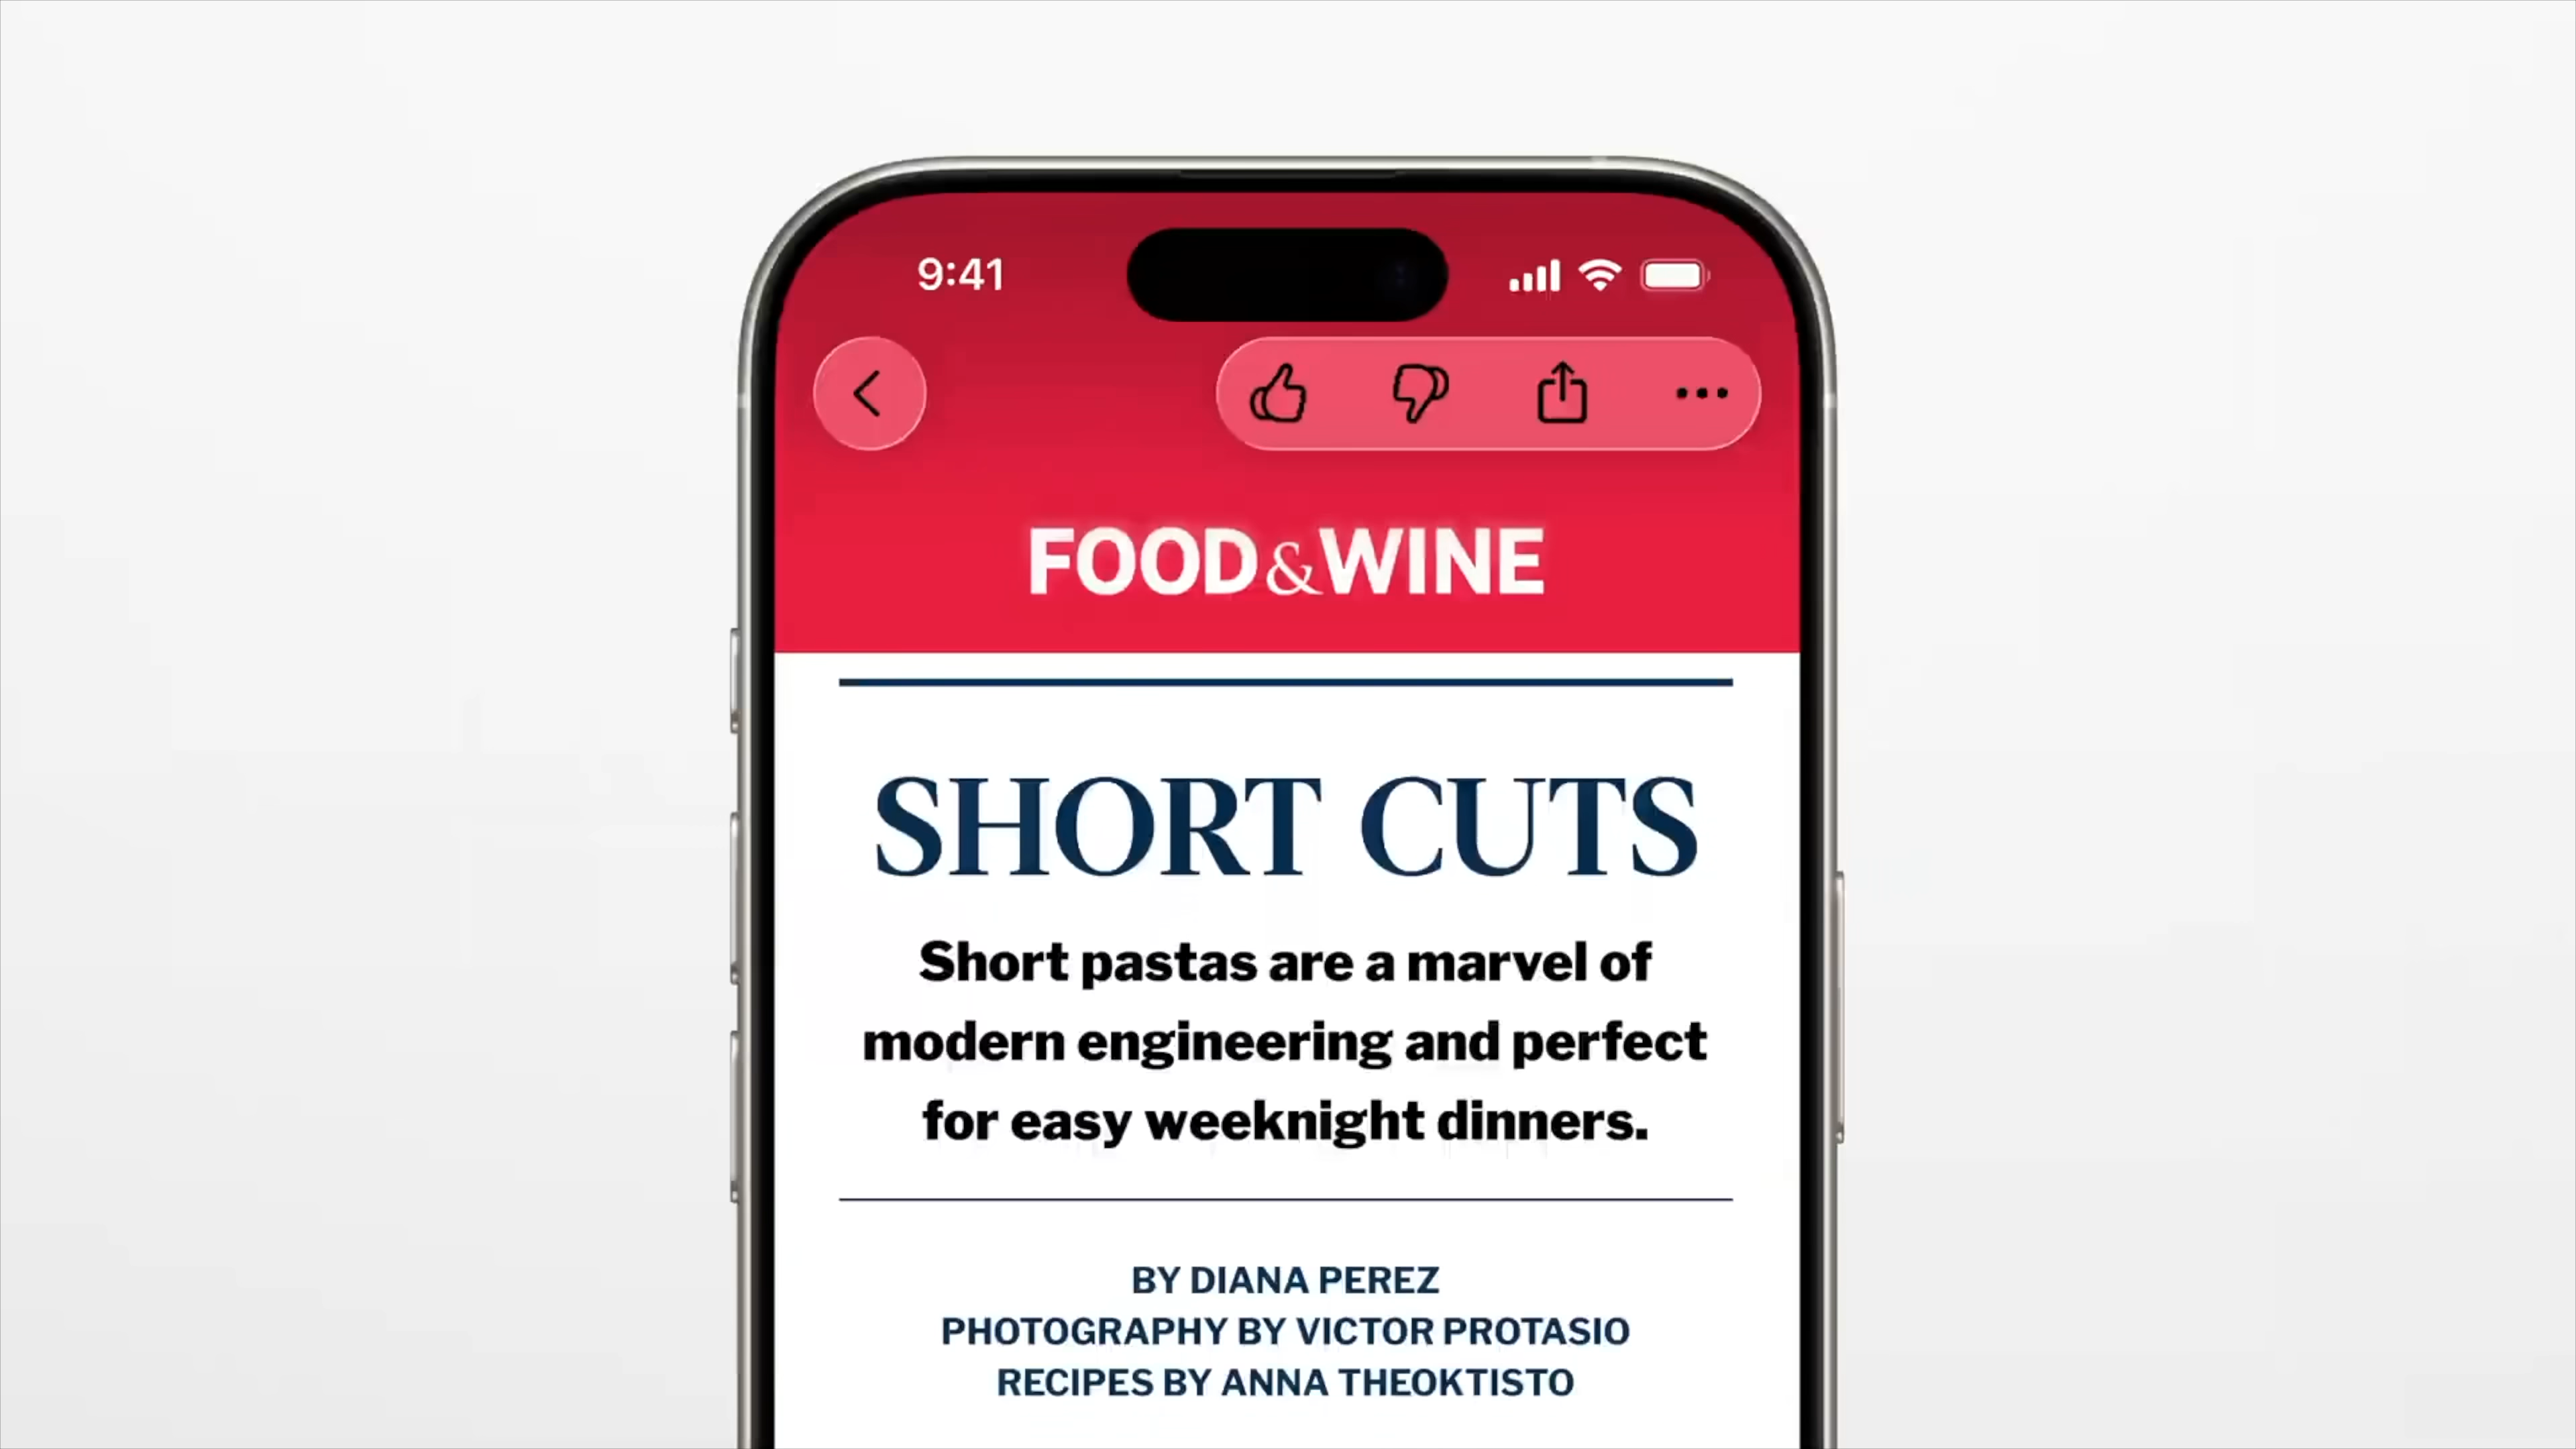 9:41
FOOD&WINE
SHORT CUTS
Short pastas are a marvel of
modern engineering and perfect
for easy weeknight dinners.
BY DIANA PEREZ
PHOTOGRAPHY BY VICTOR PROTASIO
RECIPES BY ANNA THEOKTISTO